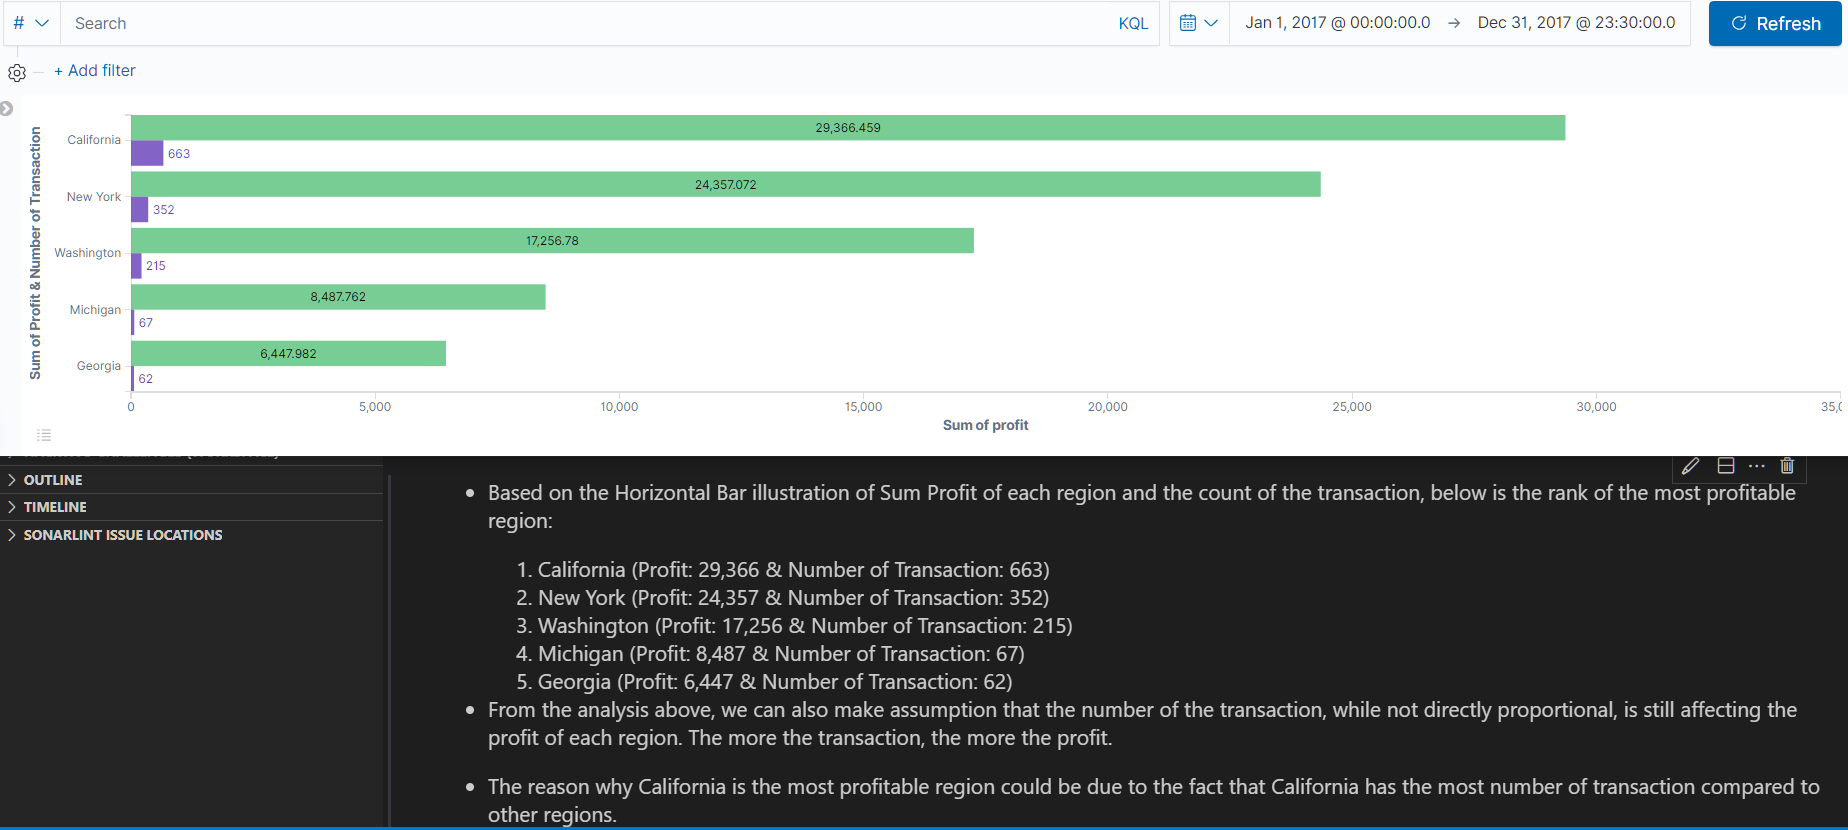 # Search KQL Jan 1, 2017 @ 00:00:00.0 → Dec 31, 2017 @ 23:30:00.0 Refresh
+ Add filter
Sum of Profit & Number of Transaction
California 29,366.459
663
New York 24,357.072
352
Washington 17,256.78
215
Michigan 8,487.762
67
Georgia 6,447.982
62
0 5,000 10,000 15,000 20,000 25,000 30,000
Sum of profit
OUTLINE
TIMELINE
SONARLINT ISSUE LOCATIONS
• Based on the Horizontal Bar illustration of Sum Profit of each region and the count of the transaction, below is the rank of the most profitable
region:
1. California (Profit: 29,366 & Number of Transaction: 663)
2. New York (Profit: 24,357 & Number of Transaction: 352)
3. Washington (Profit: 17,256 & Number of Transaction: 215)
4. Michigan (Profit: 8,487 & Number of Transaction: 67)
5. Georgia (Profit: 6,447 & Number of Transaction: 62)
• From the analysis above, we can also make assumption that the number of the transaction, while not directly proportional, is still affecting the
profit of each region. The more the transaction, the more the profit.
• The reason why California is the most profitable region could be due to the fact that California has the most number of transaction compared to
other regions.